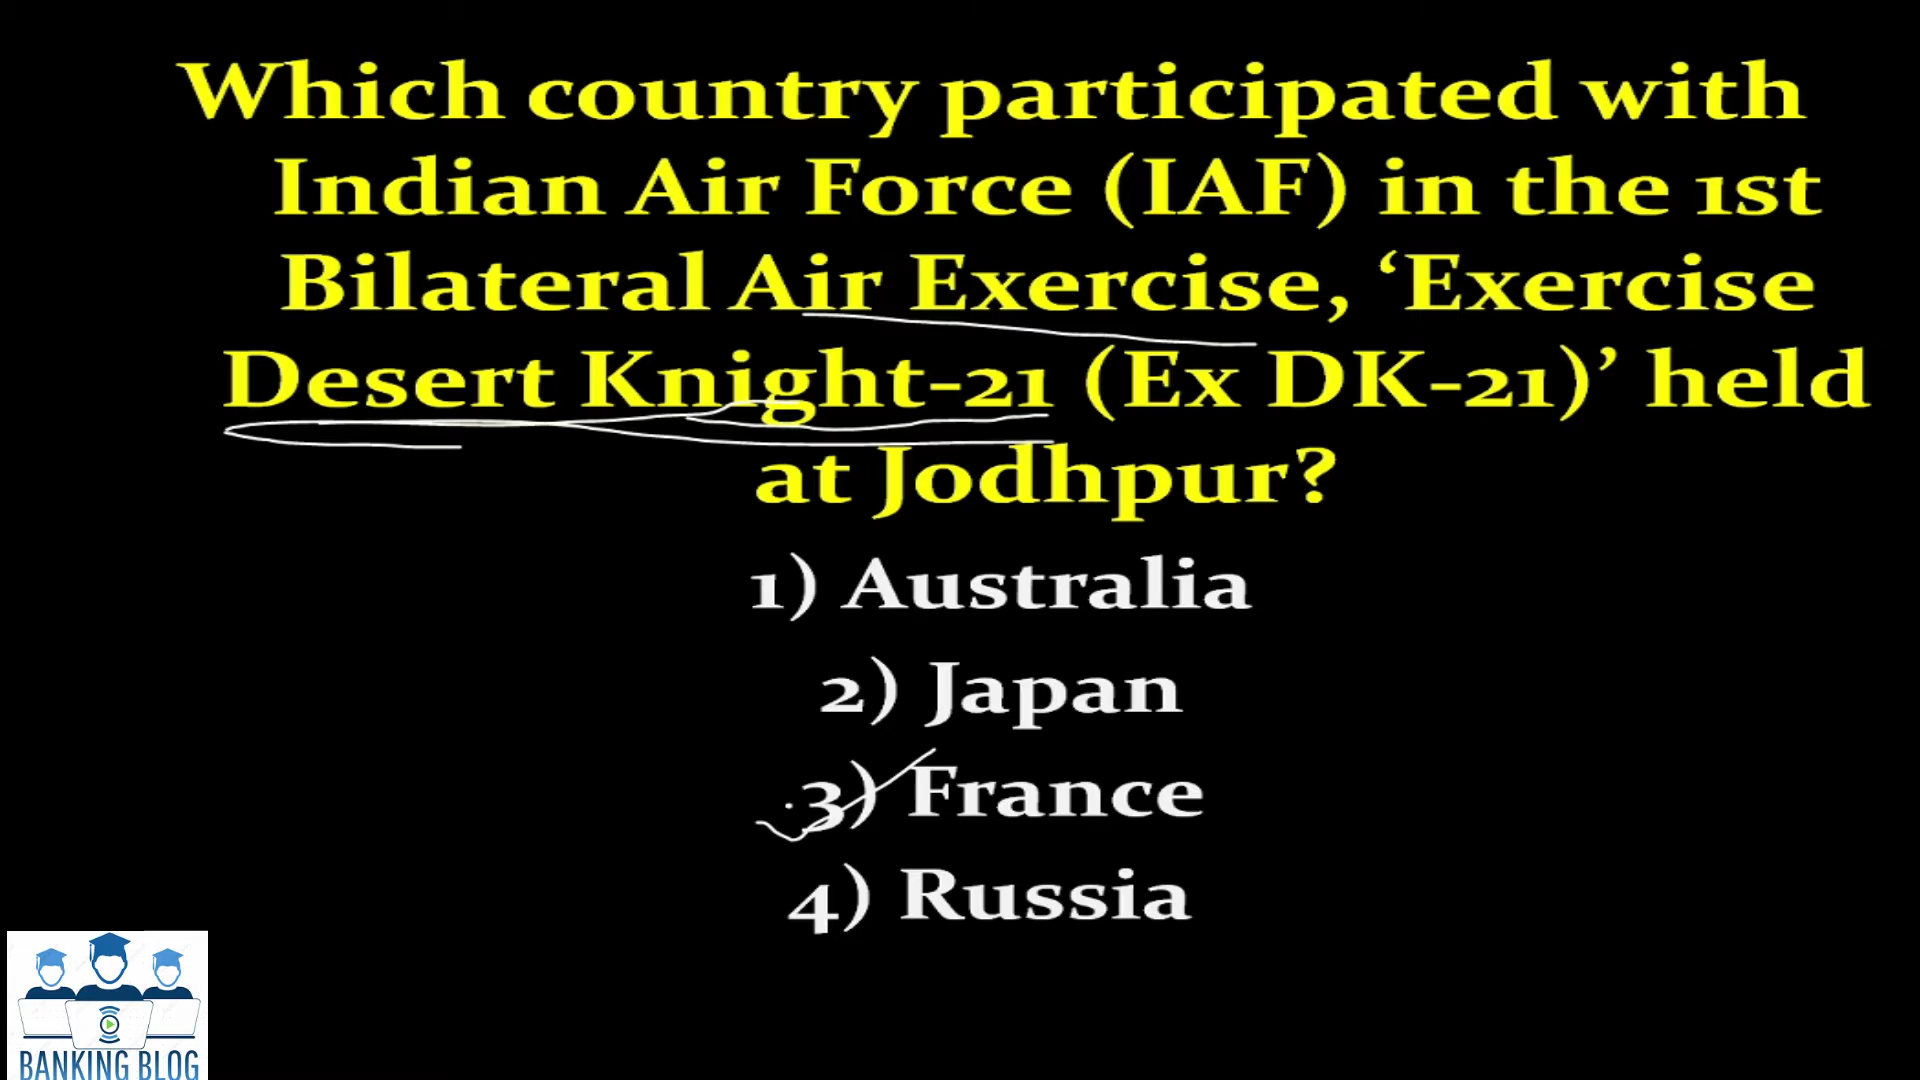 Which country participated with
Indian Air Force (IAF) in the 1st
Bilateral Air Exercise, ‘Exercise
Desert Knight-21 (Ex DK-21)’ held
at Jodhpur?
1) Australia
2) Japan
3) France
4) Russia
BANKING BLOG